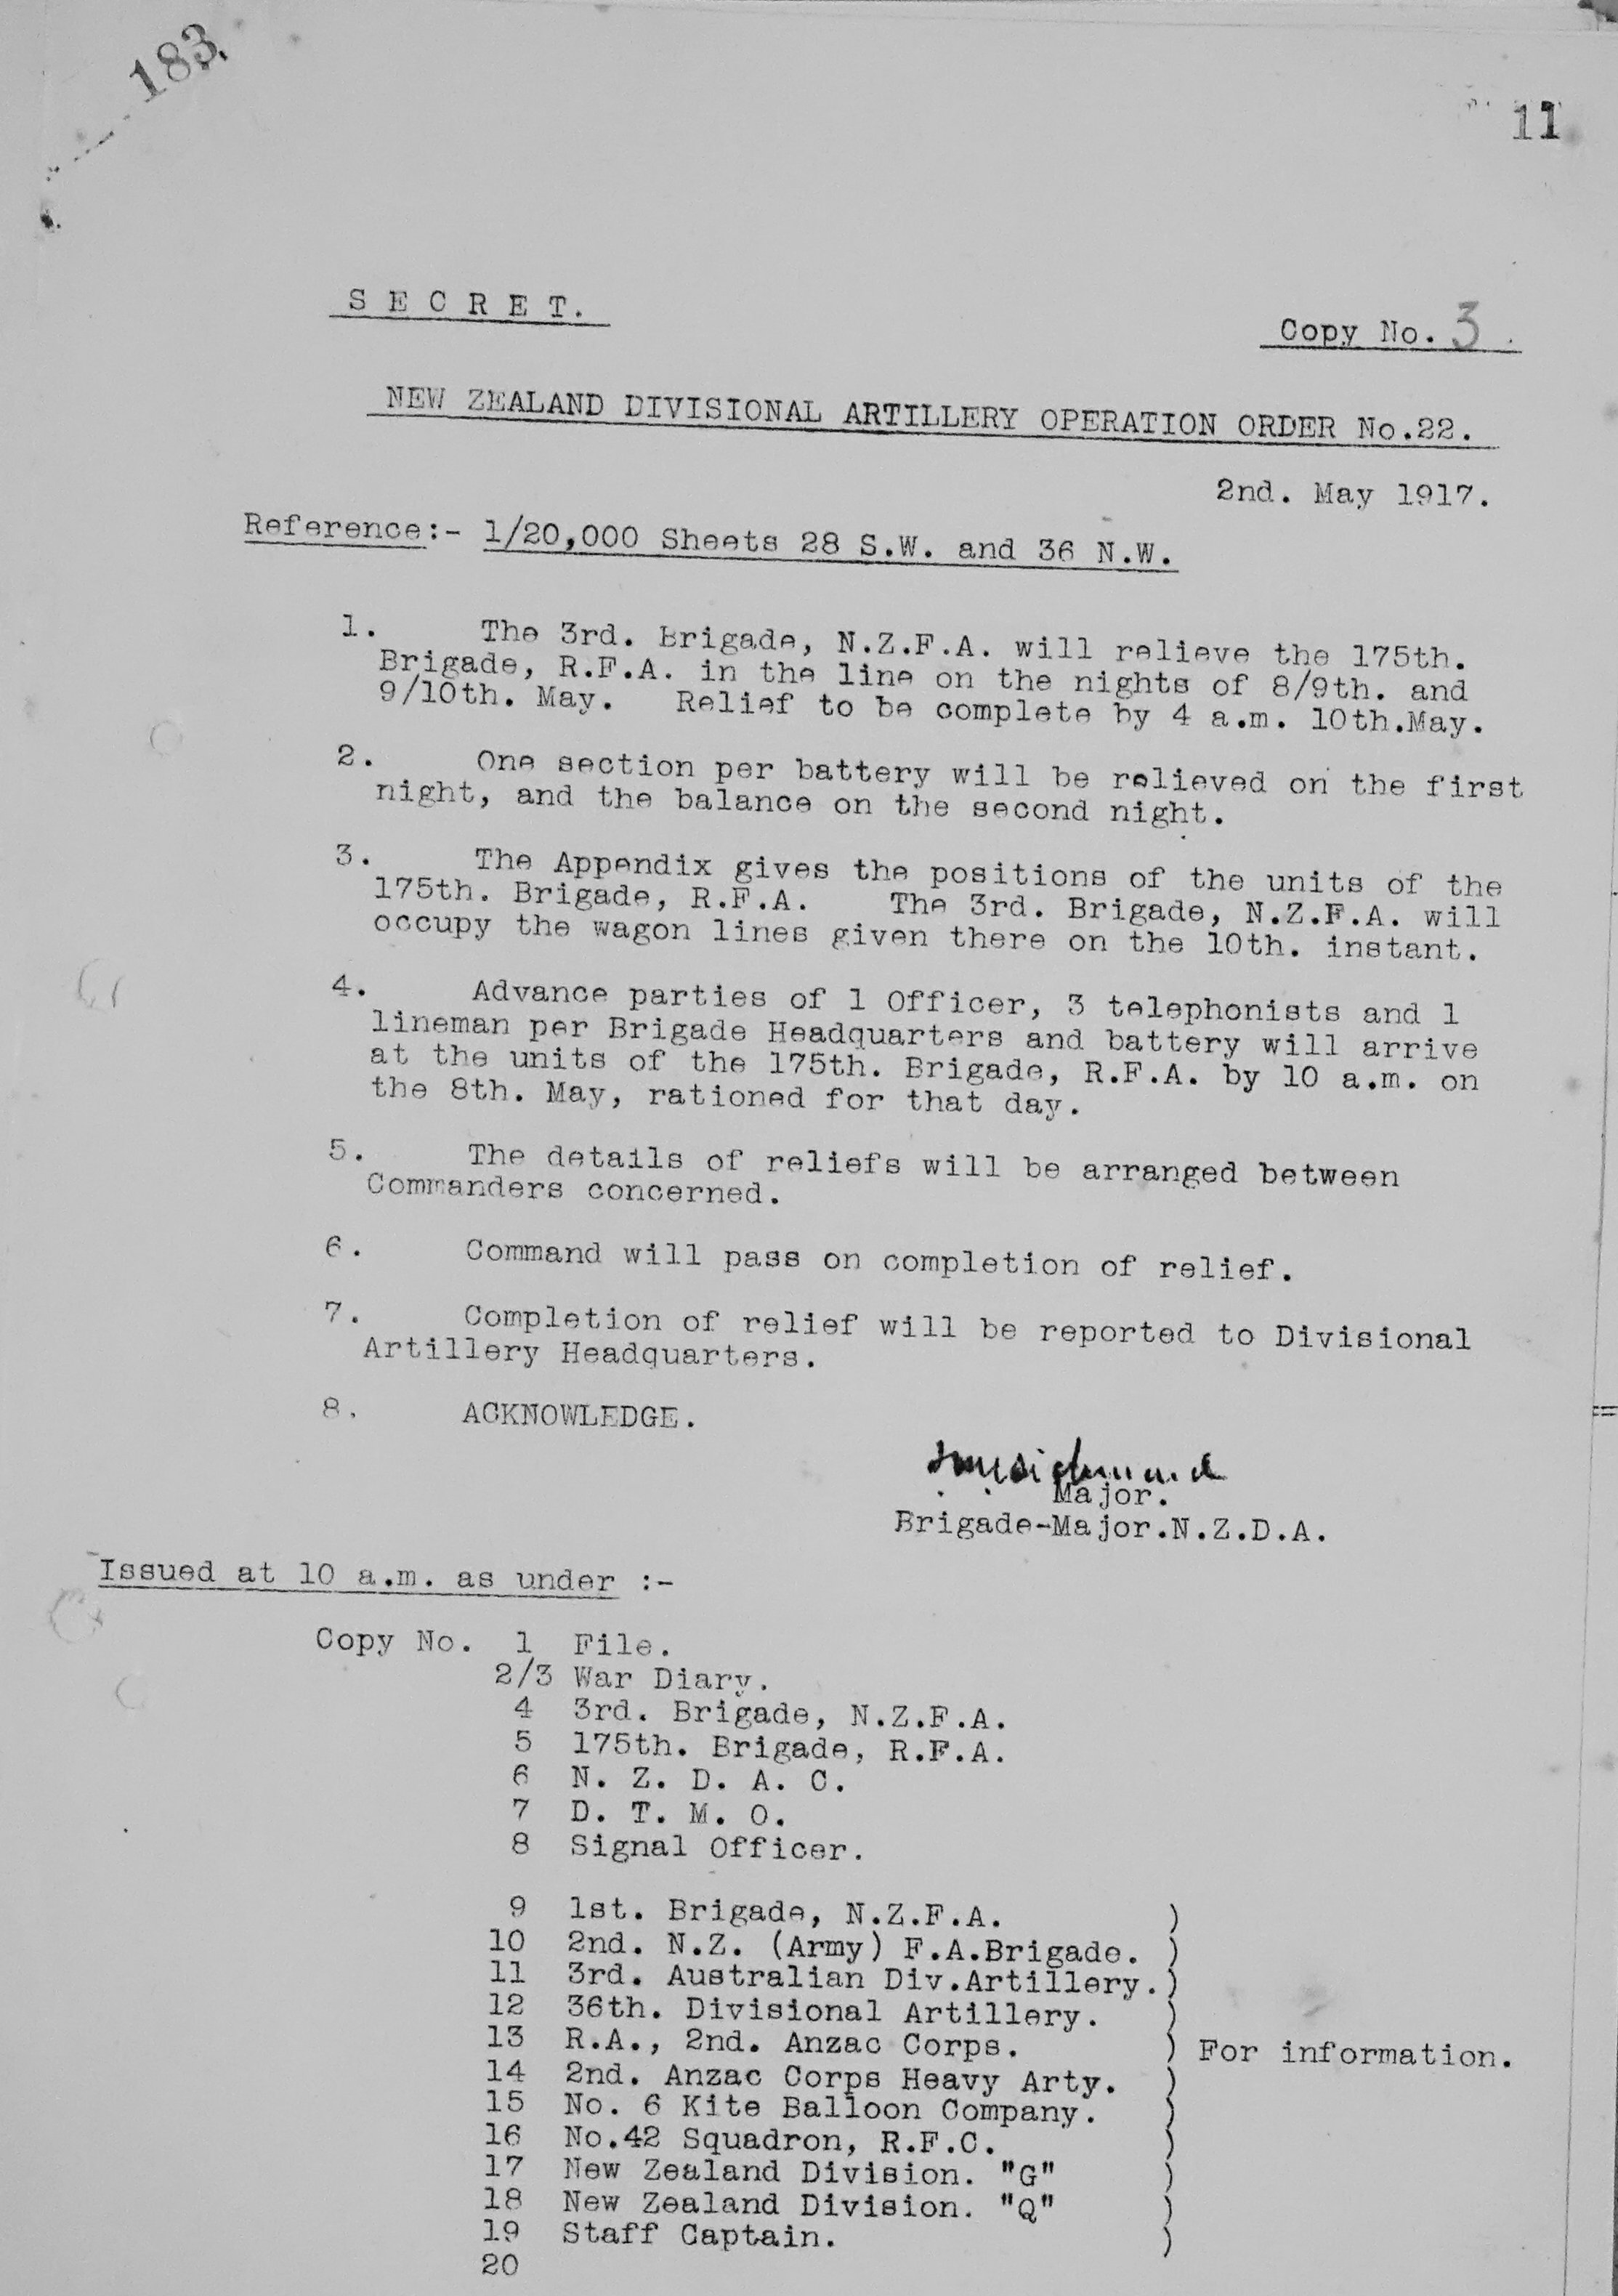 183.
11
S E C R E T.
Copy No. 3 .
NEW ZEALAND DIVISIONAL ARTILLERY OPERATION ORDER No.22.
2nd. May 1917.
Reference:- 1/20,000 Sheets 28 S.W. and 36 N.W.
1. The 3rd. Brigade, N.Z.F.A. will relieve the 175th.
Brigade, R.F.A. in the line on the nights of 8/9th. and
9/10th. May. Relief to be complete by 4 a.m. 10th.May.
2. One section per battery will be relieved on the first
night, and the balance on the second night.
3. The Appendix gives the positions of the units of the
175th. Brigade, R.F.A. The 3rd. Brigade, N.Z.F.A. will
occupy the wagon lines given there on the 10th. instant.
4. Advance parties of 1 Officer, 3 telephonists and 1
lineman per Brigade Headquarters and battery will arrive
at the units of the 175th. Brigade, R.F.A. by 10 a.m. on
the 8th. May, rationed for that day.
5. The details of reliefs will be arranged between
Commanders concerned.
6. Command will pass on completion of relief.
7. Completion of relief will be reported to Divisional
Artillery Headquarters.
8. ACKNOWLEDGE.
Major.
Brigade-Major.N.Z.D.A.
Issued at 10 a.m. as under :-
Copy No. 1 File.
2/3 War Diary.
4 3rd. Brigade, N.Z.F.A.
5 175th. Brigade, R.F.A.
6 N. Z. D. A. C.
7 D. T. M. O.
8 Signal Officer.
9 1st. Brigade, N.Z.F.A. )
10 2nd. N.Z. (Army) F.A.Brigade. )
11 3rd. Australian Div.Artillery.)
12 36th. Divisional Artillery. )
13 R.A., 2nd. Anzac Corps. ) For information.
14 2nd. Anzac Corps Heavy Arty. )
15 No. 6 Kite Balloon Company. )
16 No.42 Squadron, R.F.C. )
17 New Zealand Division. "G" )
18 New Zealand Division. "Q" )
19 Staff Captain. )
20